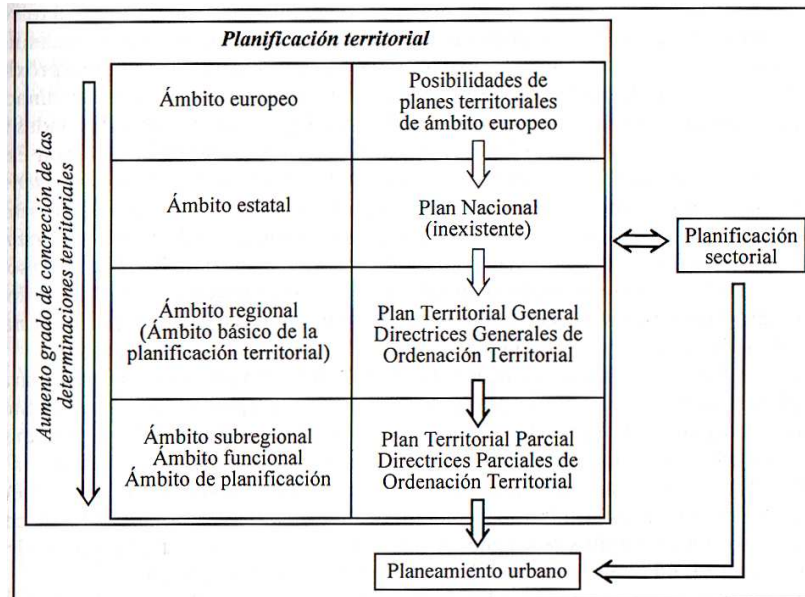 Planificación territorial
Aumento grado de concreción de las
determinaciones territoriales
Ámbito europeo
Posibilidades de
planes territoriales
de ámbito europeo
Ámbito estatal
Plan Nacional
(inexistente)
Ámbito regional
(Ámbito básico de la
planificación territorial)
Plan Territorial General
Directrices Generales de
Ordenación Territorial
Ámbito subregional
Ámbito funcional
Ámbito de planificación
Plan Territorial Parcial
Directrices Parciales de
Ordenación Territorial
Planificación
sectorial
Planeamiento urbano